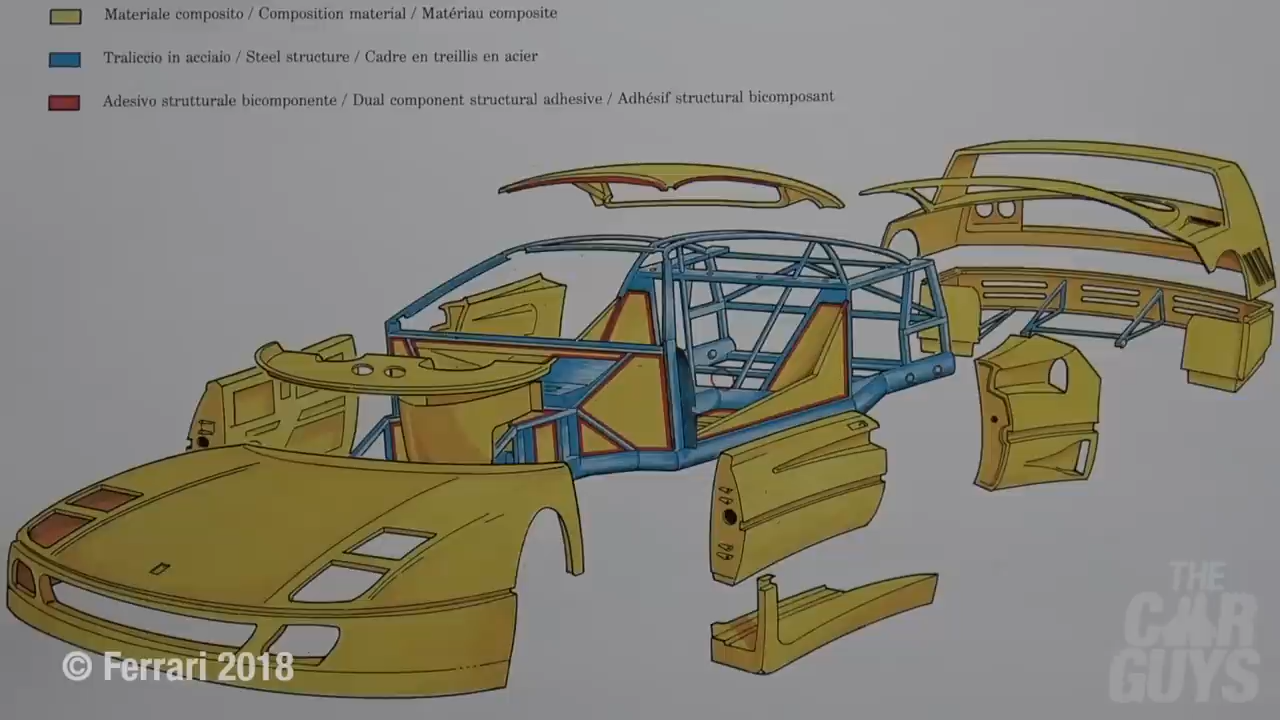 Materiale composito / Composition material / Matériau composite
Traliccio in acciaio / Steel structure / Cadre en treillis en acier
Adesivo strutturale bicomponente / Dual component structural adhesive / Adhésif structural bicomposant
© Ferrari 2018
THE
CAR
GUYS